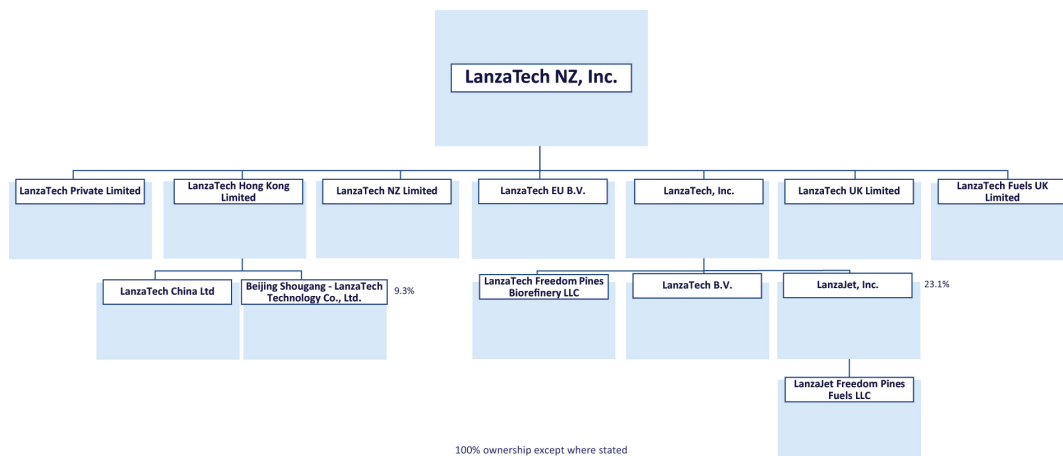 LanzaTech NZ, Inc.
LanzaTech Private Limited
LanzaTech Hong Kong
Limited
LanzaTech NZ Limited
LanzaTech EU B.V.
LanzaTech, Inc.
LanzaTech UK Limited
LanzaTech Fuels UK
Limited
LanzaTech China Ltd
Beijing Shougang - LanzaTech
Technology Co., Ltd.
9.3%
LanzaTech Freedom Pines
Biorefinery LLC
LanzaTech B.V.
LanzaJet, Inc.
23.1%
LanzaJet Freedom Pines
Fuels LLC
100% ownership except where stated